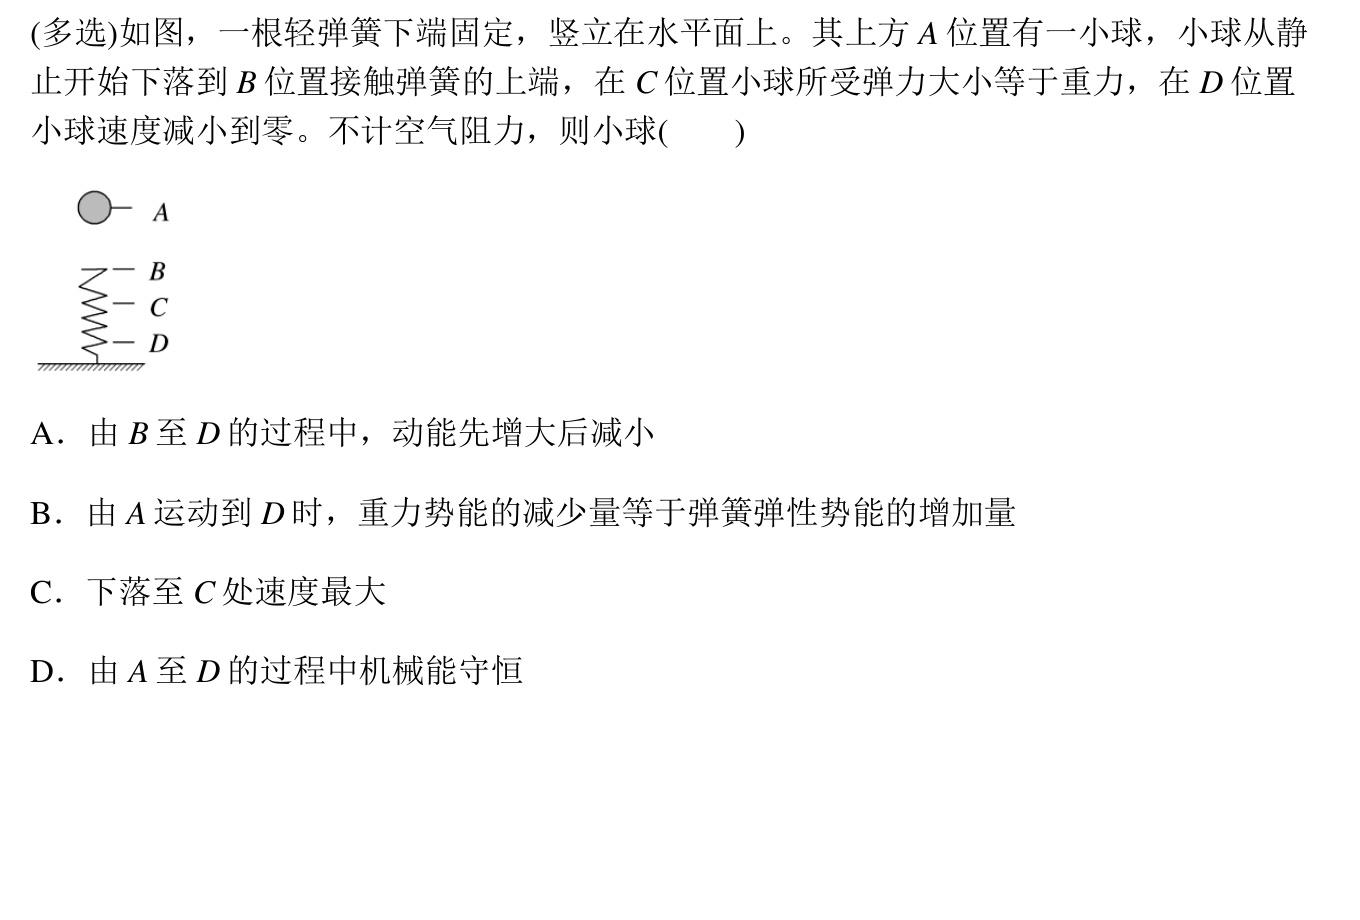 (多选)如图，一根轻弹簧下端固定，竖立在水平面上。其上方 A 位置有一小球，小球从静
止开始下落到 B 位置接触弹簧的上端，在 C 位置小球所受弹力大小等于重力，在 D 位置
小球速度减小到零。不计空气阻力，则小球(　　)
A
B
C
D
A．由 B 至 D 的过程中，动能先增大后减小
B．由 A 运动到 D 时，重力势能的减少量等于弹簧弹性势能的增加量
C．下落至 C 处速度最大
D．由 A 至 D 的过程中机械能守恒